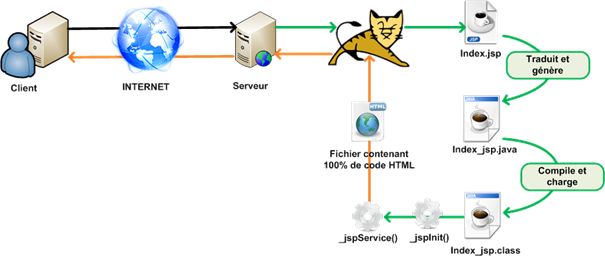 JSP
Index.jsp
Traduit et
génère
Client
INTERNET
Serveur
HTML
JAVA
Index_jsp.java
Fichier contenant
100% de code HTML
Compile et
charge
_jspService()
_jspInit()
Index_jsp.class